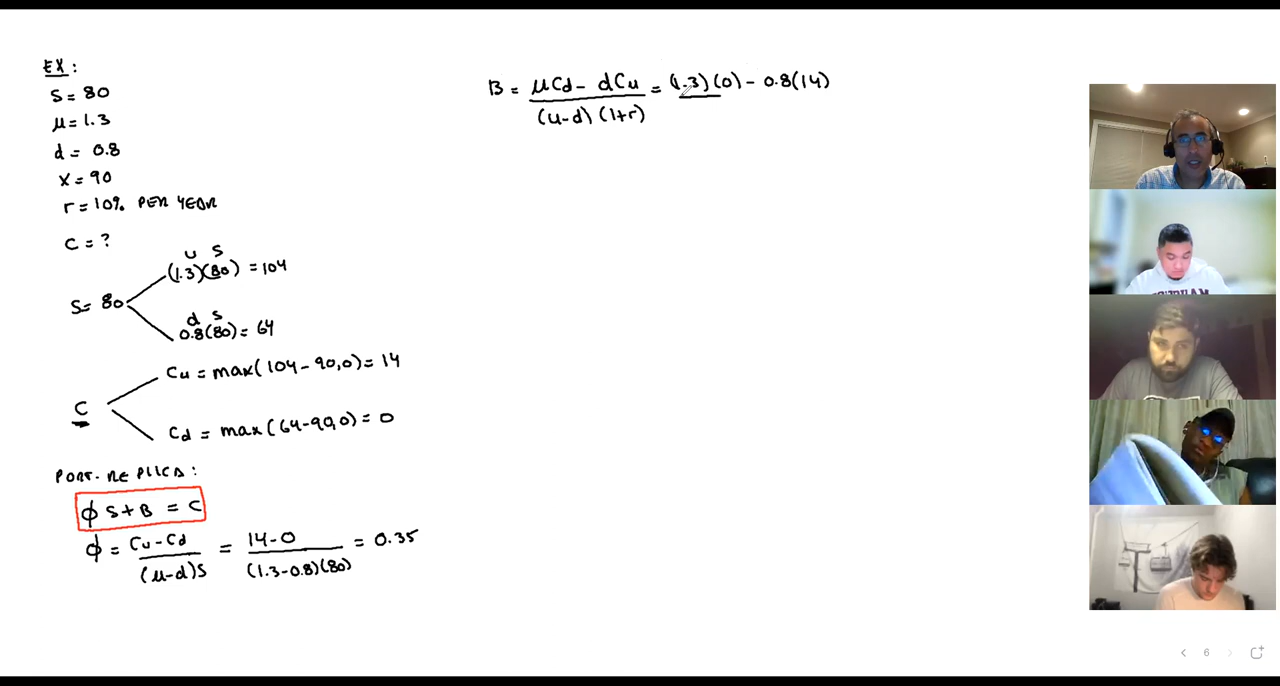 EX:
S = 80
μ = 1.3
d = 0.8
X = 90
r = 10% PER YEAR
C = ?
u S
S = 80 (1.3)(80) = 104
d S
0.8(80) = 64
Cu = max(104 - 90,0) = 14
C
Cd = max(64-90,0) = 0
PORT. REPLICA:
ϕ S + B = C
ϕ = Cu - Cd / (μ-d)S = 14-0 / (1.3-0.8)(80) = 0.35
B = μCd - dCu / (u-d)(1+r) = (1.3)(0) - 0.8(14)
6